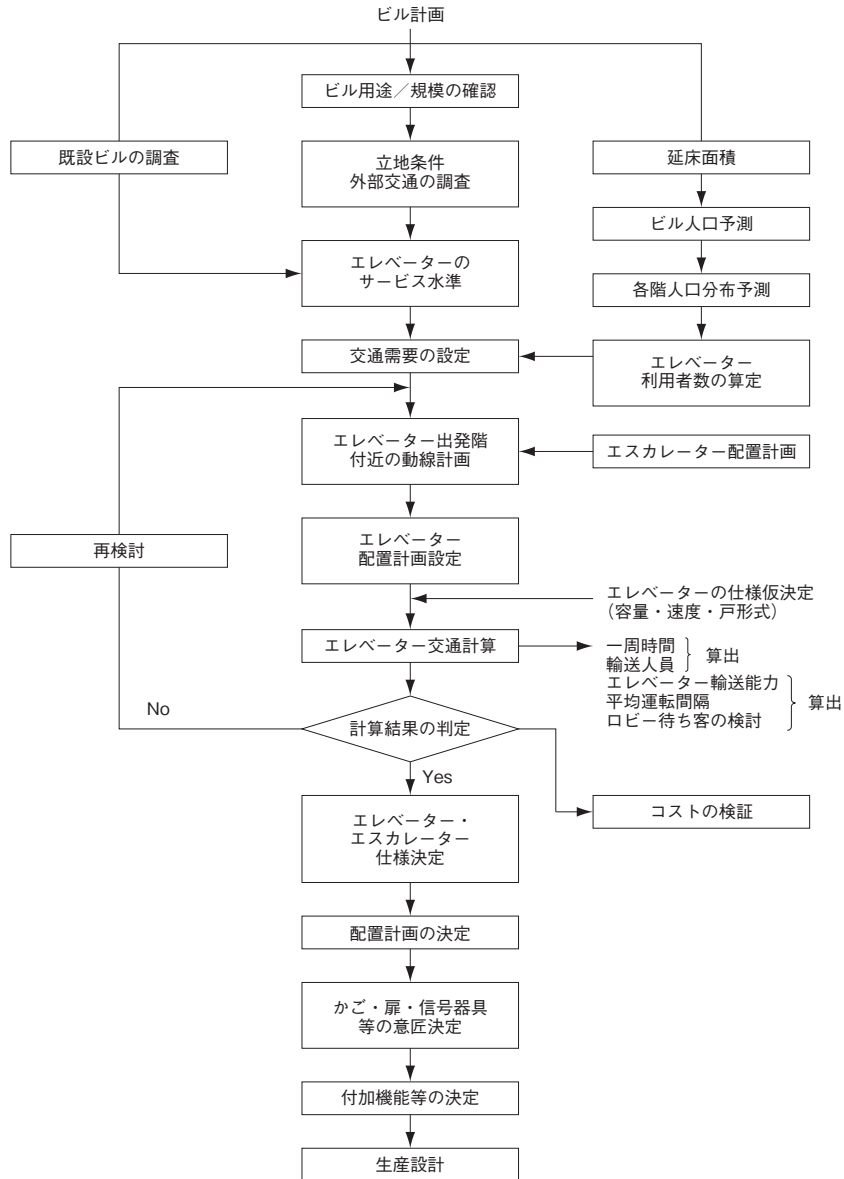 ビル計画
ビル用途／規模の確認
既設ビルの調査
立地条件
外部交通の調査
延床面積
ビル人口予測
エレベーターの
サービス水準
各階人口分布予測
交通需要の設定
エレベーター
利用者数の算定
エレベーター出発階
付近の動線計画
エスカレーター配置計画
再検討
エレベーター
配置計画設定
エレベーターの仕様仮決定
（容量・速度・戸形式）
エレベーター交通計算
一周時間
輸送人員
算出
エレベーター輸送能力
平均運転間隔
ロビー待ち客の検討
算出
No
計算結果の判定
Yes
エレベーター・
エスカレーター
仕様決定
コストの検証
配置計画の決定
かご・扉・信号器具
等の意匠決定
付加機能等の決定
生産設計